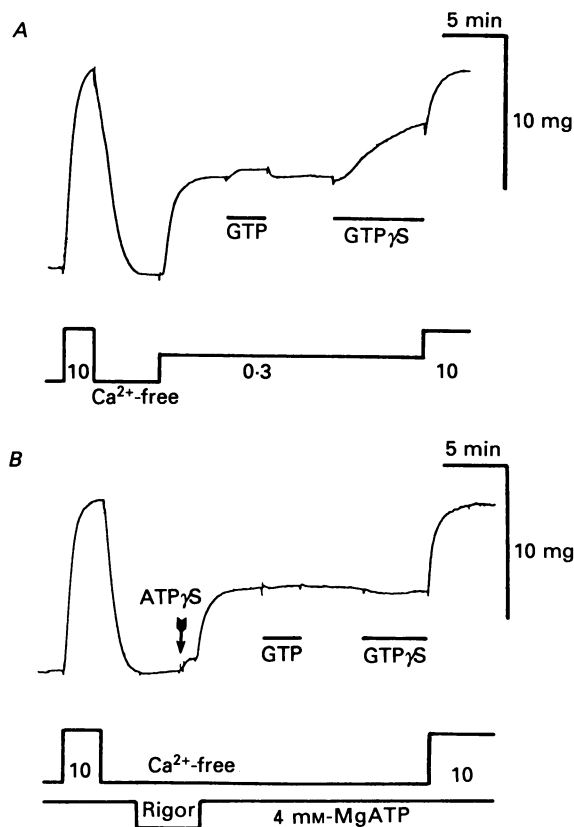 A
5 min
10 mg
GTP
GTPγS
10
Ca²⁺-free
0·3
10
B
5 min
10 mg
ATPγS
GTP
GTPγS
10
Ca²⁺-free
10
Rigor
4 mM-MgATP